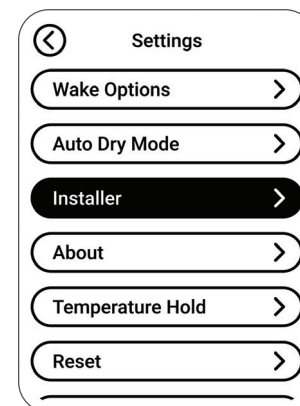 Settings
Wake Options
Auto Dry Mode
Installer
About
Temperature Hold
Reset